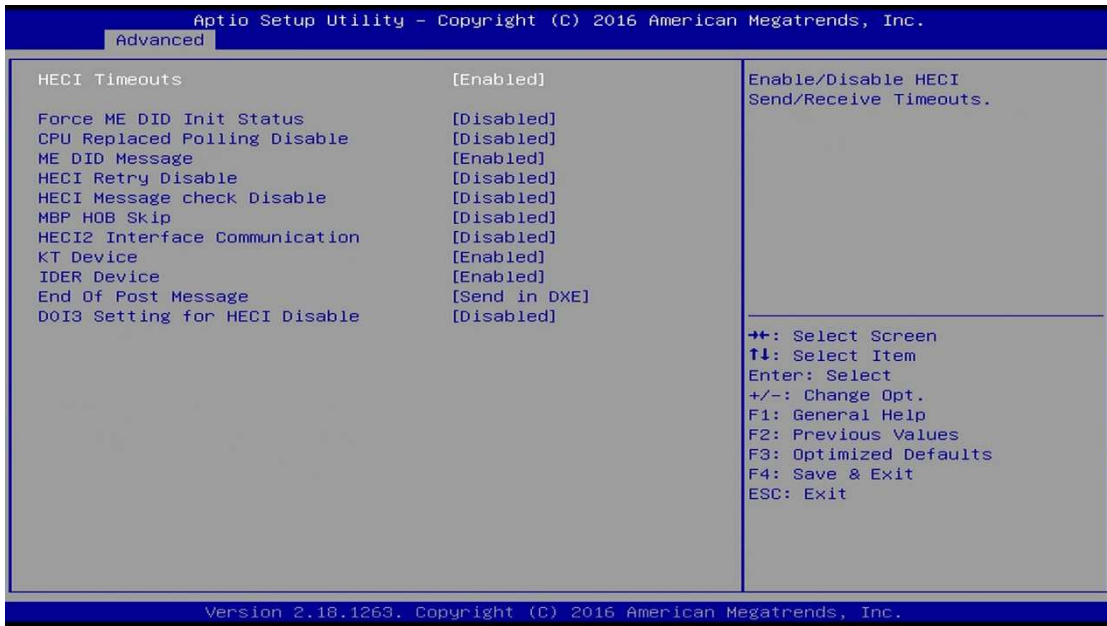 Aptio Setup Utility – Copyright (C) 2016 American Megatrends, Inc.
Advanced
HECI Timeouts [Enabled]
Force ME DID Init Status [Disabled]
CPU Replaced Polling Disable [Disabled]
ME DID Message [Enabled]
HECI Retry Disable [Disabled]
HECI Message check Disable [Disabled]
MBP HOB Skip [Disabled]
HECI2 Interface Communication [Disabled]
KT Device [Enabled]
IDER Device [Enabled]
End Of Post Message [Send in DXE]
DOI3 Setting for HECI Disable [Disabled]
Enable/Disable HECI
Send/Receive Timeouts.
→←: Select Screen
↑↓: Select Item
Enter: Select
+/-: Change Opt.
F1: General Help
F2: Previous Values
F3: Optimized Defaults
F4: Save & Exit
ESC: Exit
Version 2.18.1263. Copyright (C) 2016 American Megatrends, Inc.